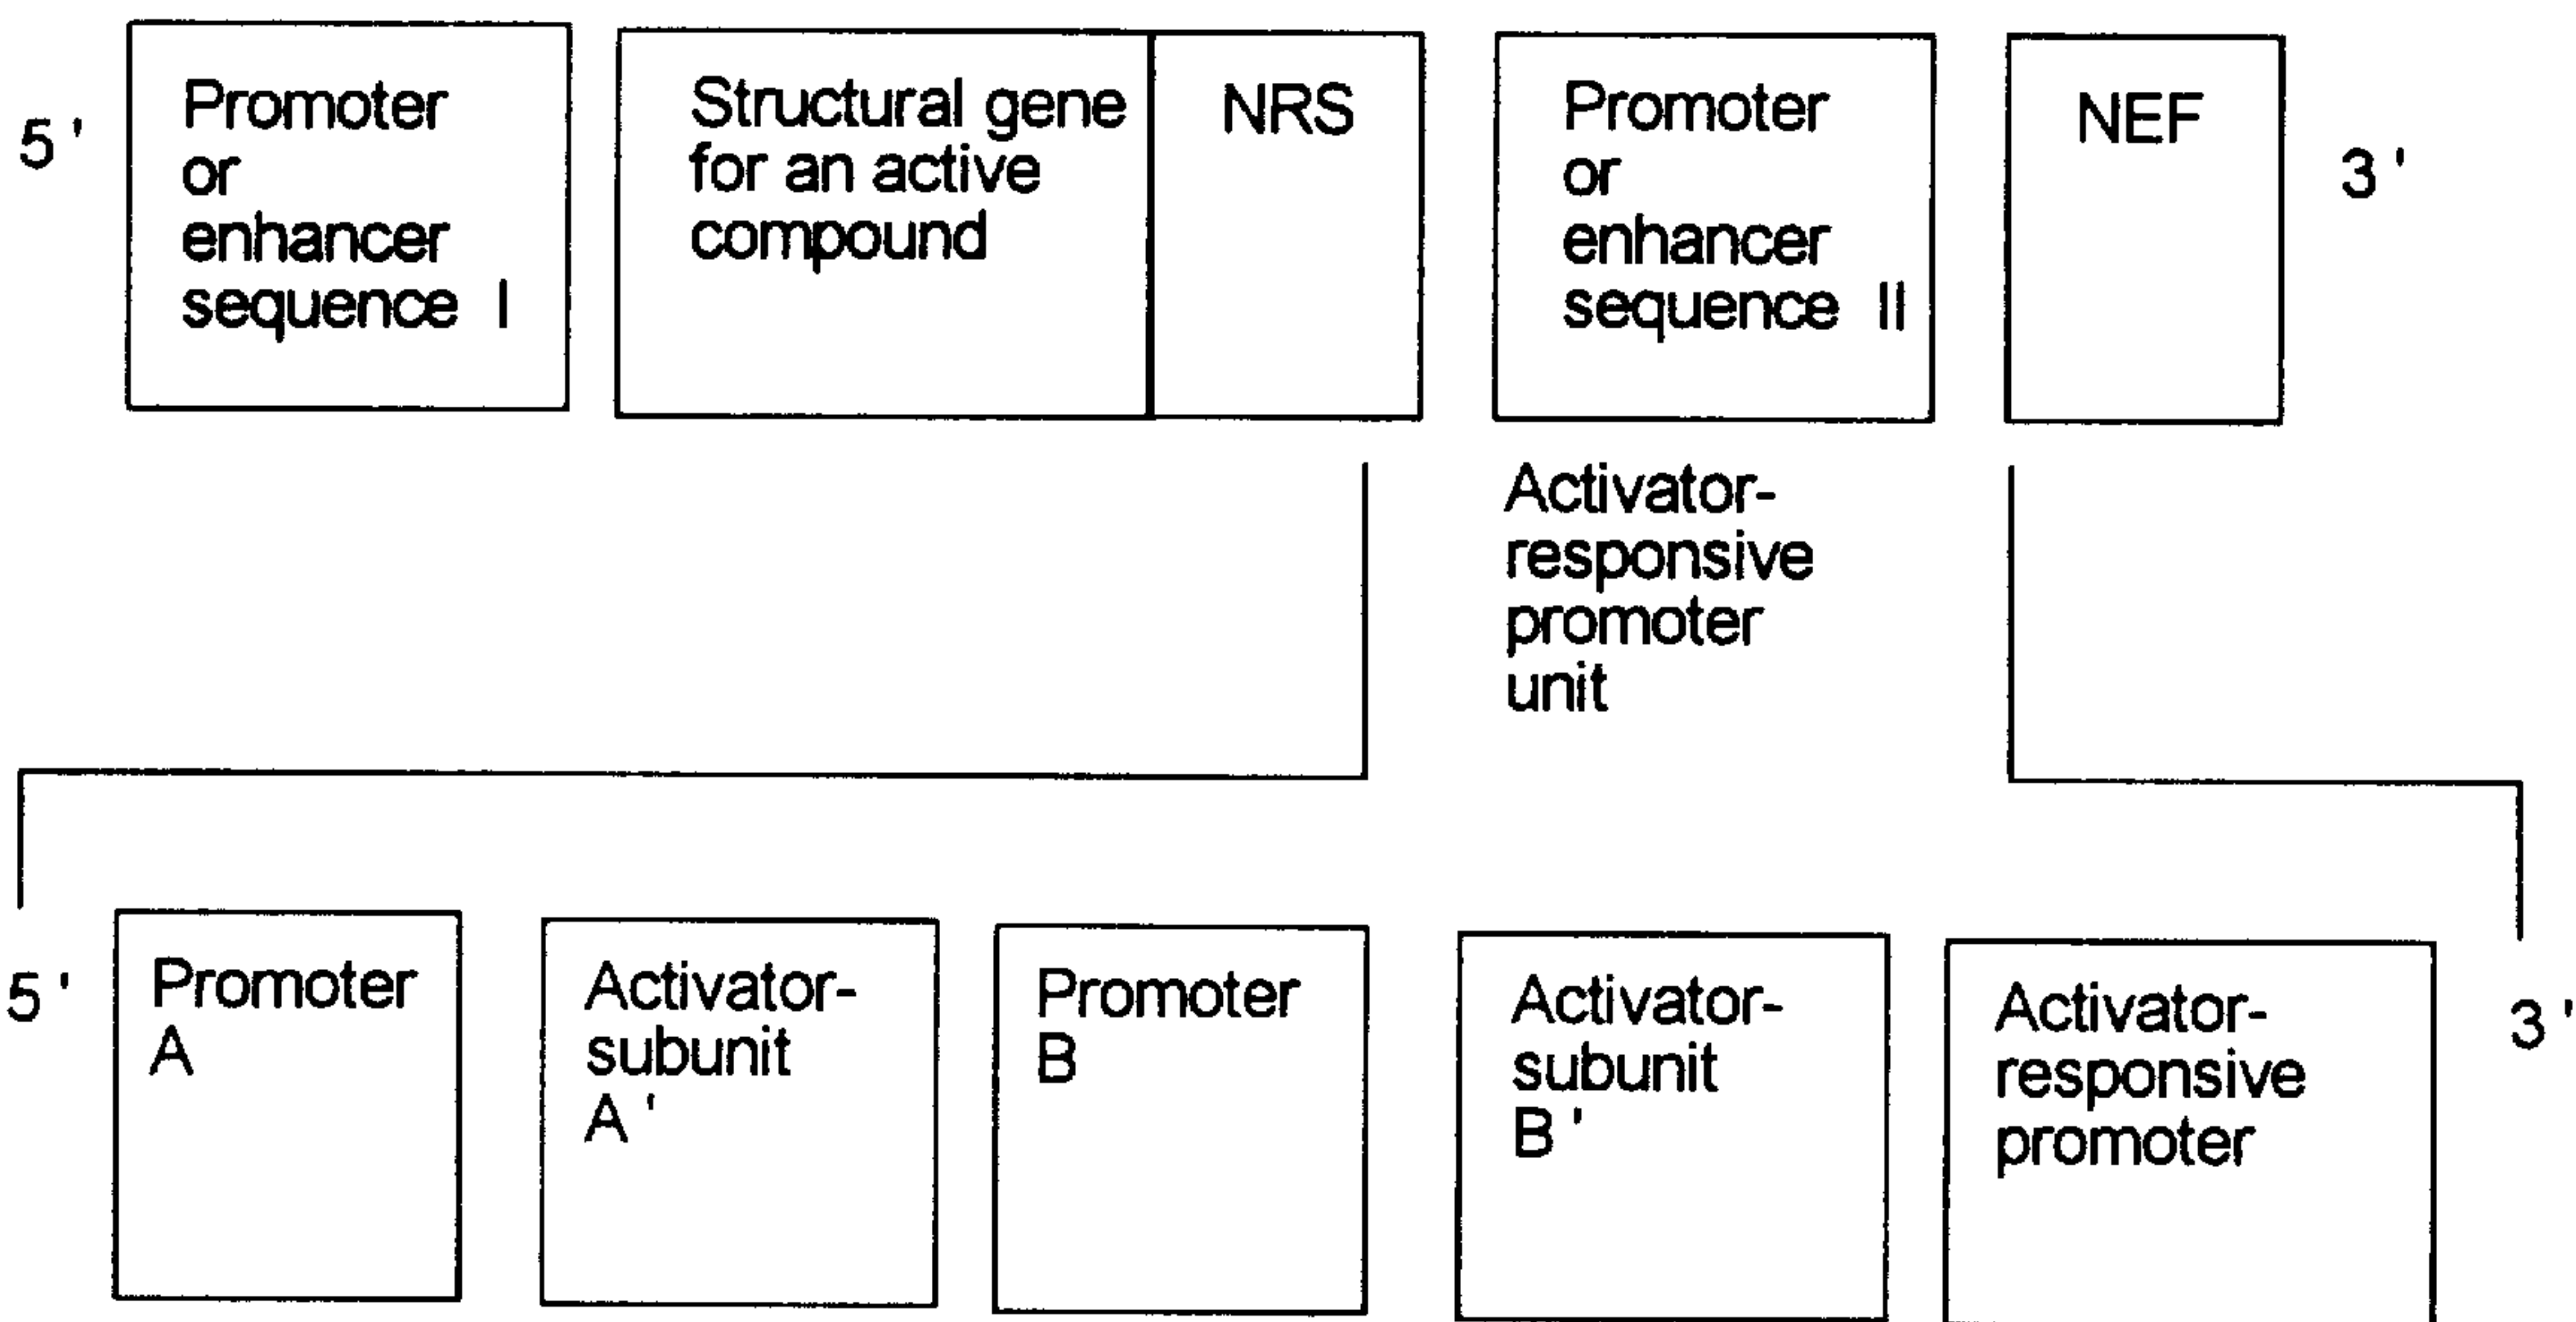 5'
Promoter
or
enhancer
sequence I
Structural gene
for an active
compound
NRS
Promoter
or
enhancer
sequence II
NEF
3'
Activator-
responsive
promoter
unit
5'
Promoter
A
Activator-
subunit
A'
Promoter
B
Activator-
subunit
B'
Activator-
responsive
promoter
3'